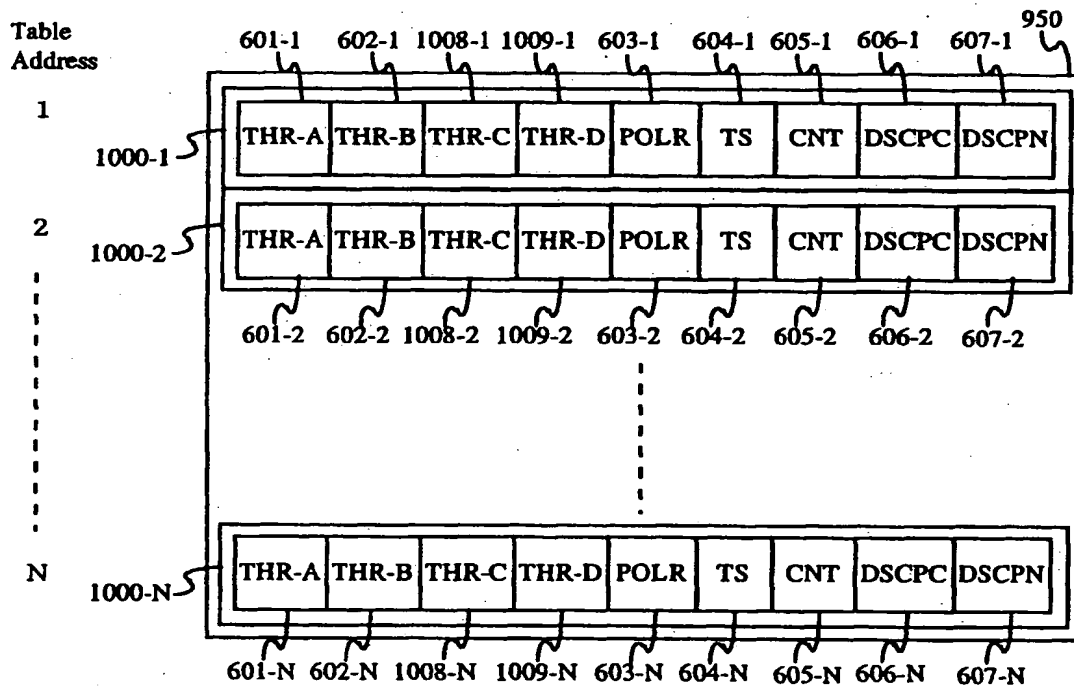 Table
Address
601-1 602-1 1008-1 1009-1 603-1 604-1 605-1 606-1 607-1 950
1
THR-A THR-B THR-C THR-D POLR TS CNT DSCPC DSCPN
1000-1
2
THR-A THR-B THR-C THR-D POLR TS CNT DSCPC DSCPN
1000-2
601-2 602-2 1008-2 1009-2 603-2 604-2 605-2 606-2 607-2
N
THR-A THR-B THR-C THR-D POLR TS CNT DSCPC DSCPN
1000-N
601-N 602-N 1008-N 1009-N 603-N 604-N 605-N 606-N 607-N